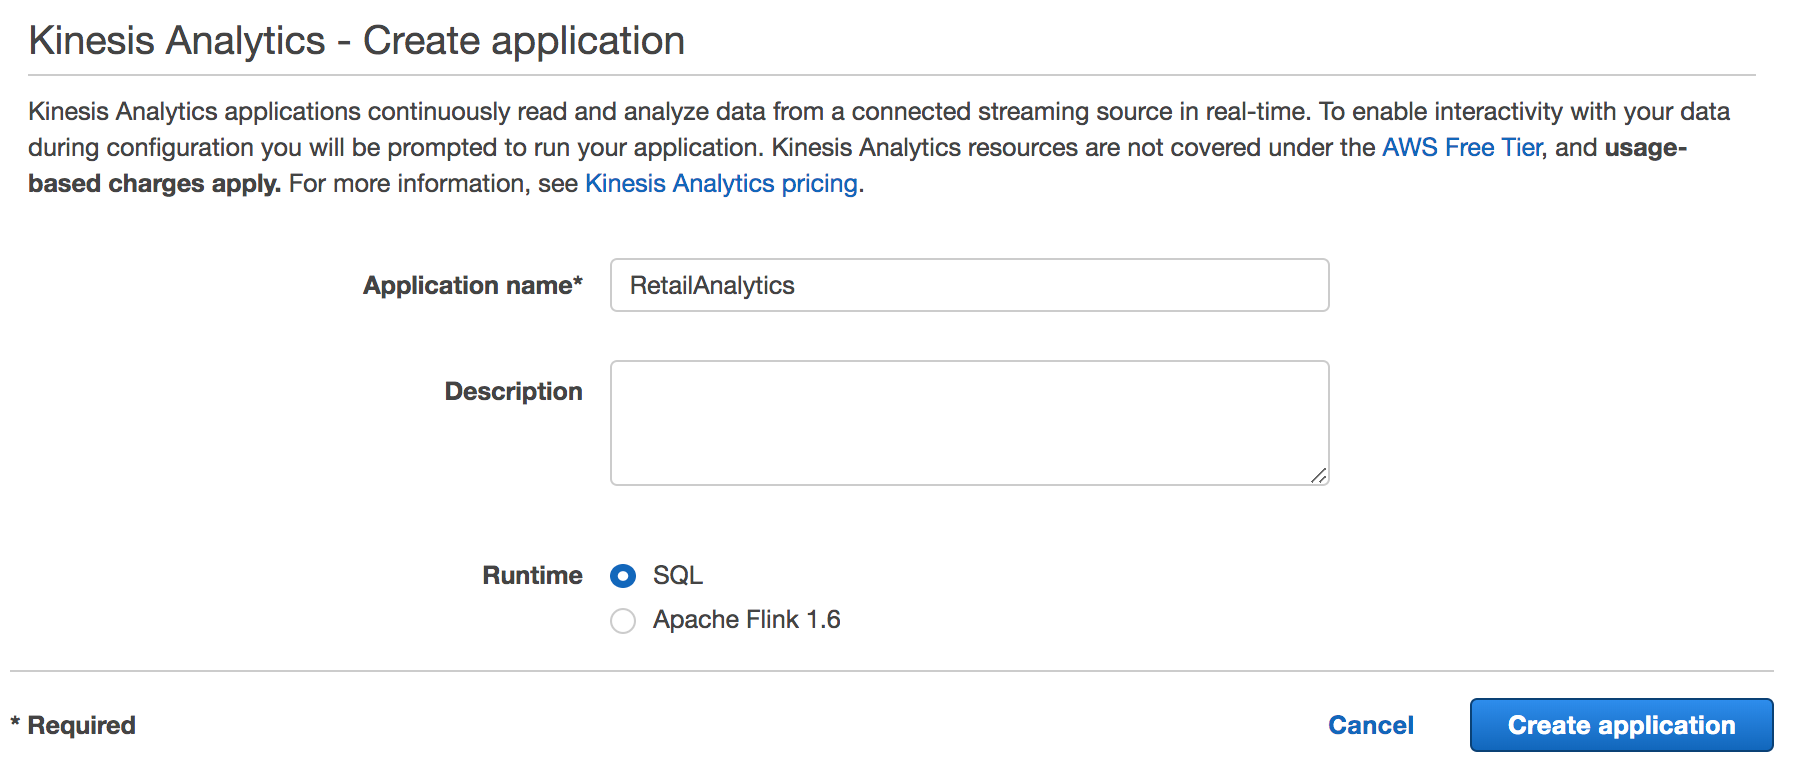 Kinesis Analytics - Create application
Kinesis Analytics applications continuously read and analyze data from a connected streaming source in real-time. To enable interactivity with your data
during configuration you will be prompted to run your application. Kinesis Analytics resources are not covered under the AWS Free Tier, and usage-
based charges apply. For more information, see Kinesis Analytics pricing.
Application name* RetailAnalytics
Description
Runtime SQL
Apache Flink 1.6
* Required Cancel Create application